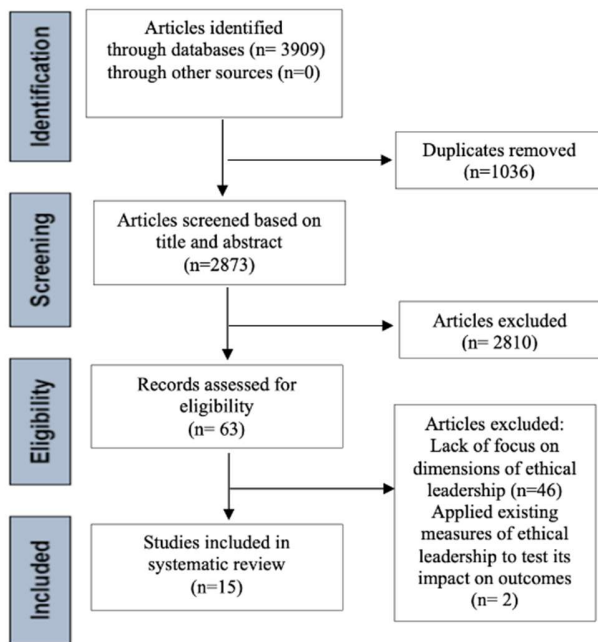 Identification
Articles identified
through databases (n= 3909)
through other sources (n=0)
Duplicates removed
(n=1036)
Screening
Articles screened based on
title and abstract
(n=2873)
Articles excluded
(n= 2810)
Eligibility
Records assessed for
eligibility
(n= 63)
Articles excluded:
Lack of focus on
dimensions of ethical
leadership (n=46)
Applied existing
measures of ethical
leadership to test its
impact on outcomes
(n= 2)
Included
Studies included in
systematic review
(n=15)